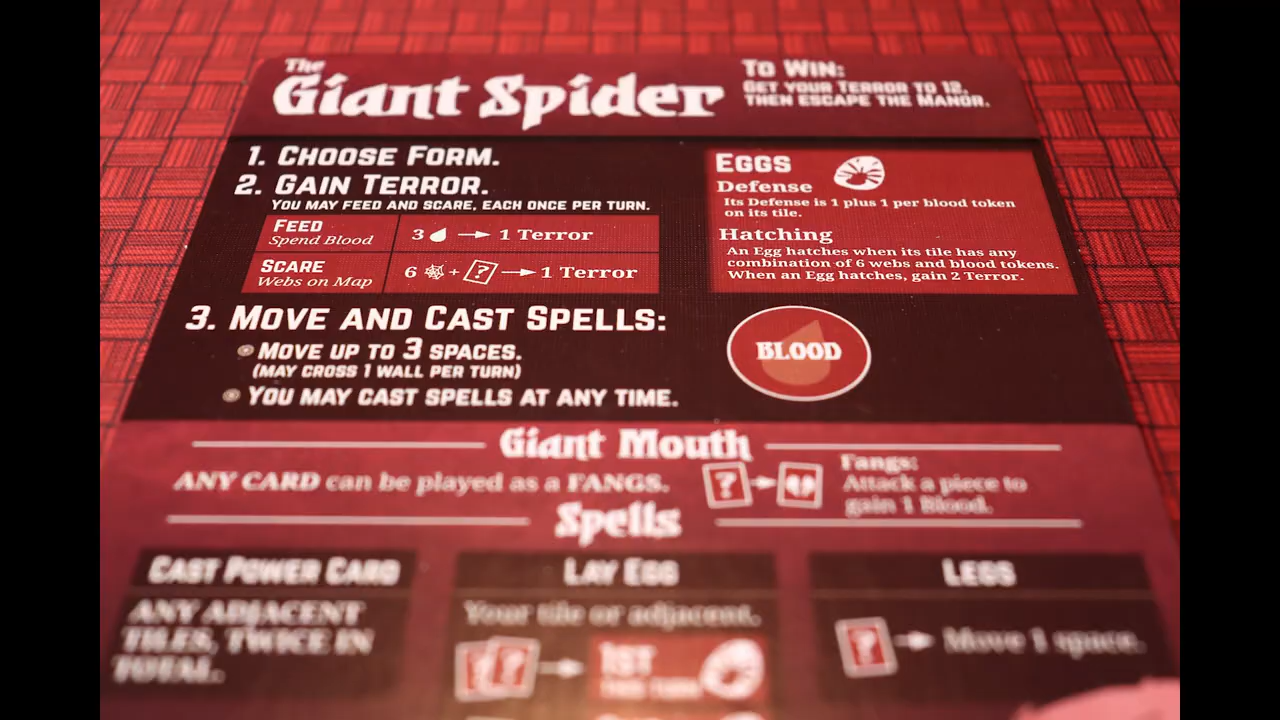 The
Giant Spider
To Win:
Get your Terror to 12,
then escape the Manor.
1. Choose Form.
2. Gain Terror.
You may feed and scare, each once per turn.
Feed
Spend Blood
3 → 1 Terror
Scare
Webs on Map
6 + ? → 1 Terror
3. Move and Cast Spells:
Move up to 3 spaces.
(may cross 1 wall per turn)
You may cast spells at any time.
Eggs
Defense
Its Defense is 1 plus 1 per blood token
on its tile.
Hatching
An Egg hatches when its tile has any
combination of 6 webs and blood tokens.
When an Egg hatches, gain 2 Terror.
BLOOD
Giant Mouth
ANY CARD can be played as a FANGS.
? →
Fangs:
Attack a piece to
gain 1 Blood.
Spells
Cast Power Card
ANY ADJACENT
TILES, TWICE IN
TOTAL.
Lay Egg
Your tile or adjacent.
? ? → 1st
this turn
Legs
? → Move 1 space.